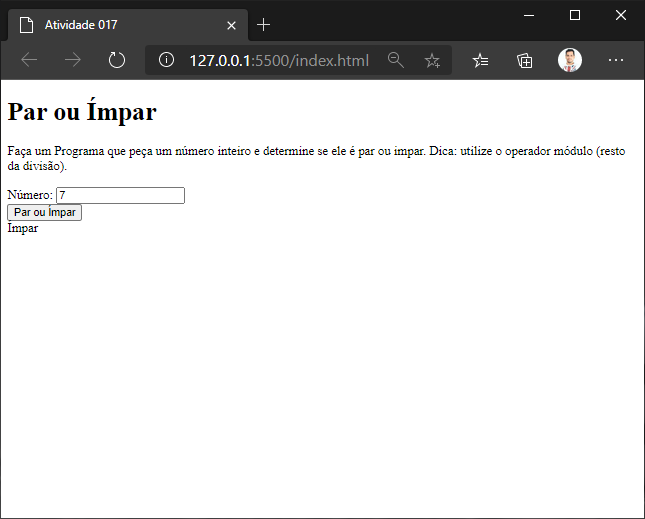 Atividade 017
127.0.0.1:5500/index.html
Par ou Ímpar
Faça um Programa que peça um número inteiro e determine se ele é par ou impar. Dica: utilize o operador módulo (resto
da divisão).
Número: 7
Par ou Ímpar
Ímpar